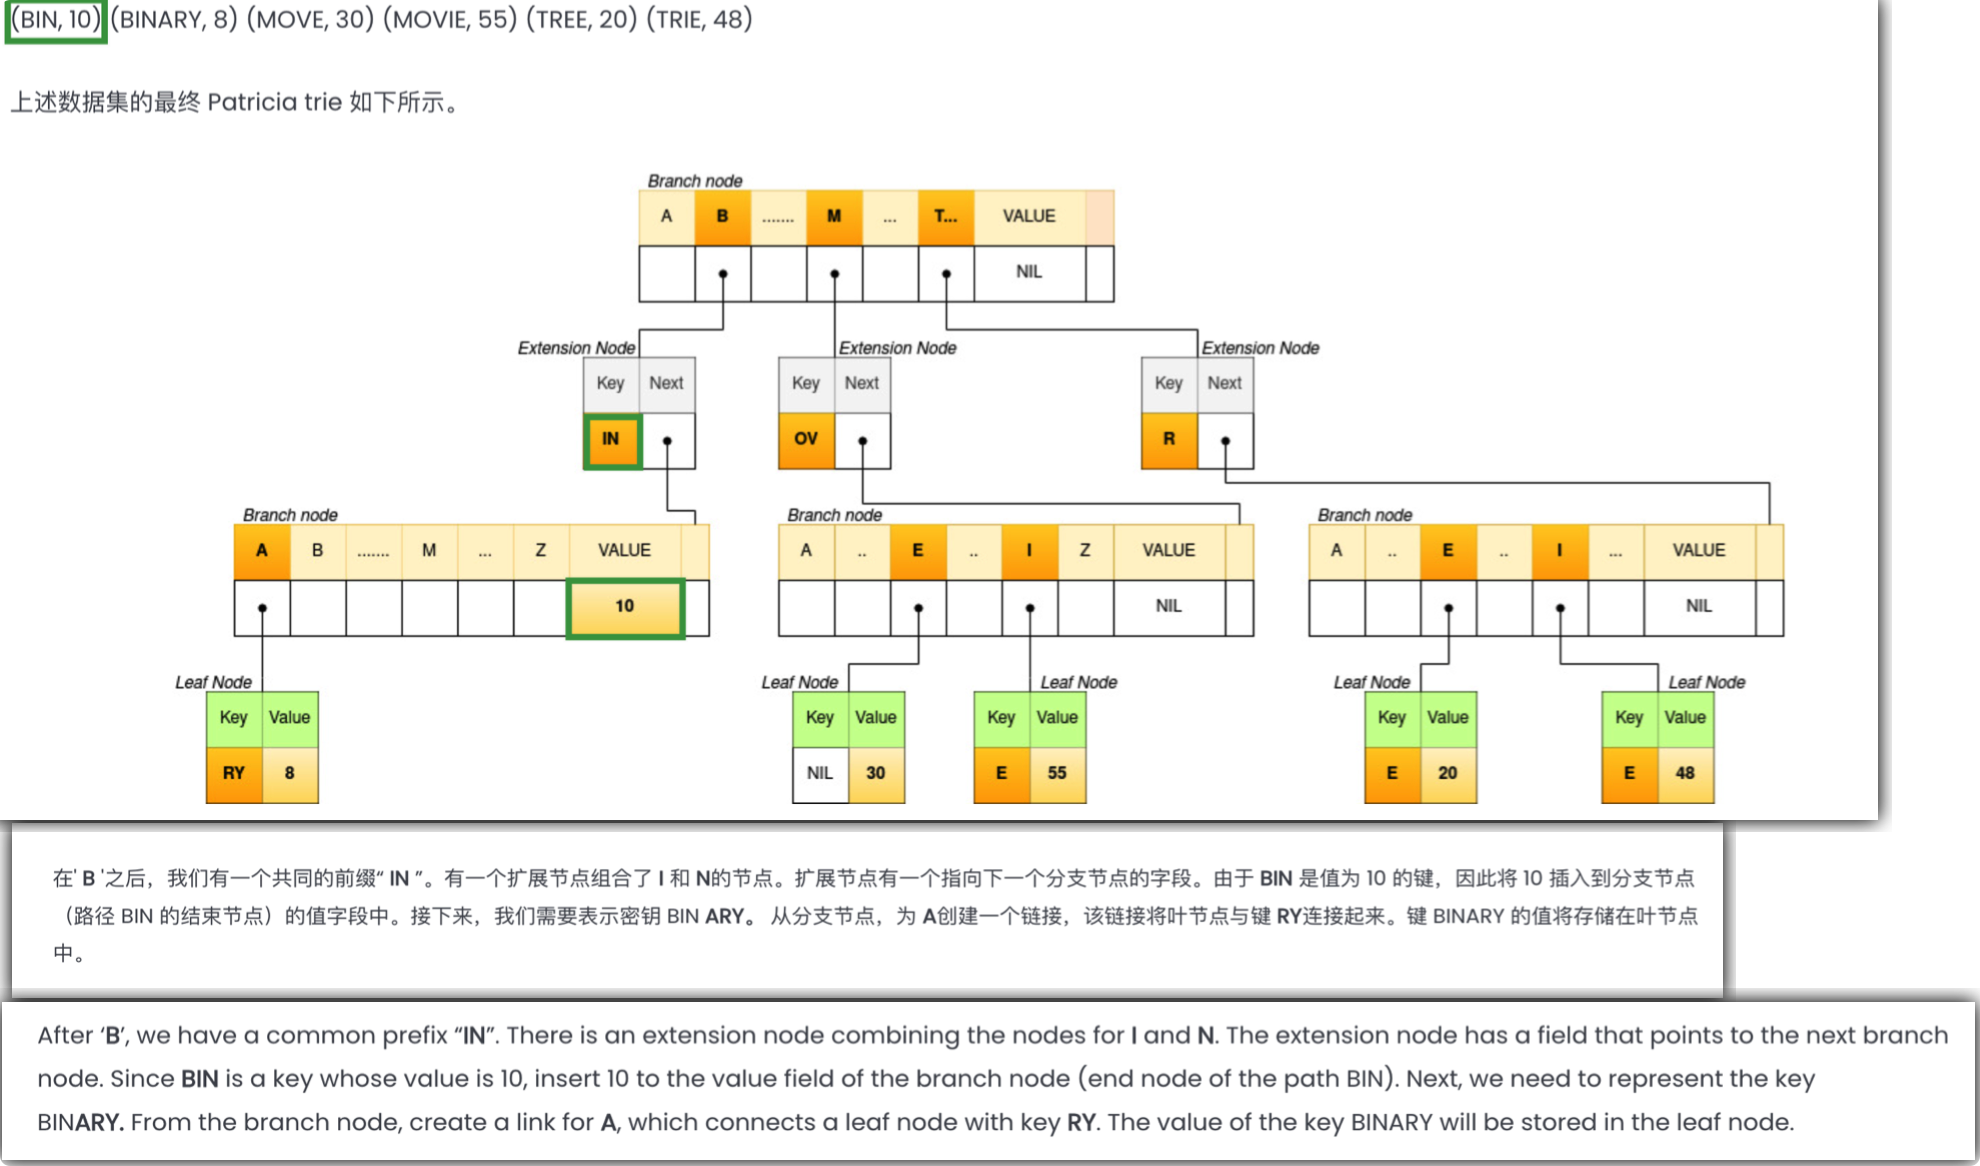 (BIN, 10) (BINARY, 8) (MOVE, 30) (MOVIE, 55) (TREE, 20) (TRIE, 48)
上述数据集的最终 Patricia trie 如下所示。
Branch node
A B ....... M ... T... VALUE
NIL
Extension Node Extension Node Extension Node
Key Next Key Next Key Next
IN OV R
Branch node Branch node Branch node
A B ....... M ... Z VALUE A .. E .. I Z VALUE A .. E .. I ... VALUE
10 NIL NIL
Leaf Node Leaf Node Leaf Node Leaf Node Leaf Node
Key Value Key Value Key Value Key Value Key Value
RY 8 NIL 30 E 55 E 20 E 48
在' B '之后，我们有一个共同的前缀“ IN ”。有一个扩展节点组合了 I 和 N的节点。扩展节点有一个指向下一个分支节点的字段。由于 BIN 是值为 10 的键，因此将 10 插入到分支节点
（路径 BIN 的结束节点）的值字段中。接下来，我们需要表示密钥 BIN ARY。 从分支节点，为 A创建一个链接，该链接将叶节点与键 RY连接起来。键 BINARY 的值将存储在叶节点
中。
After ‘B’, we have a common prefix “IN”. There is an extension node combining the nodes for I and N. The extension node has a field that points to the next branch
node. Since BIN is a key whose value is 10, insert 10 to the value field of the branch node (end node of the path BIN). Next, we need to represent the key
BINARY. From the branch node, create a link for A, which connects a leaf node with key RY. The value of the key BINARY will be stored in the leaf node.